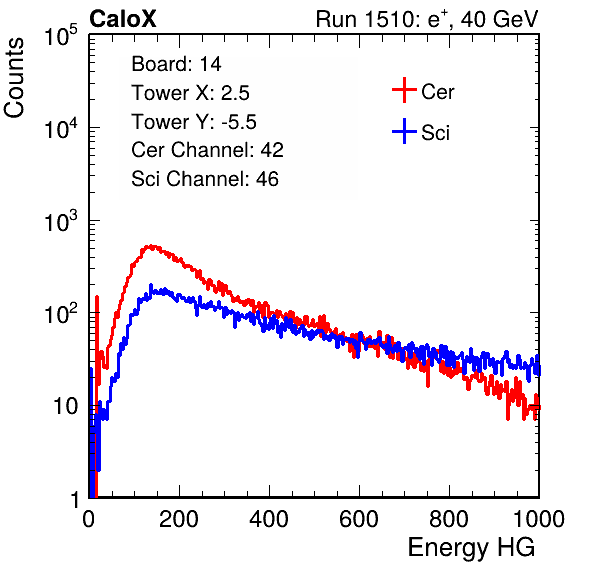 CaloX Run 1510: e⁺, 40 GeV
Counts
Board: 14
Tower X: 2.5
Tower Y: -5.5
Cer Channel: 42
Sci Channel: 46
Cer
Sci
10⁵
10⁴
10³
10²
10
1
0 200 400 600 800 1000
Energy HG